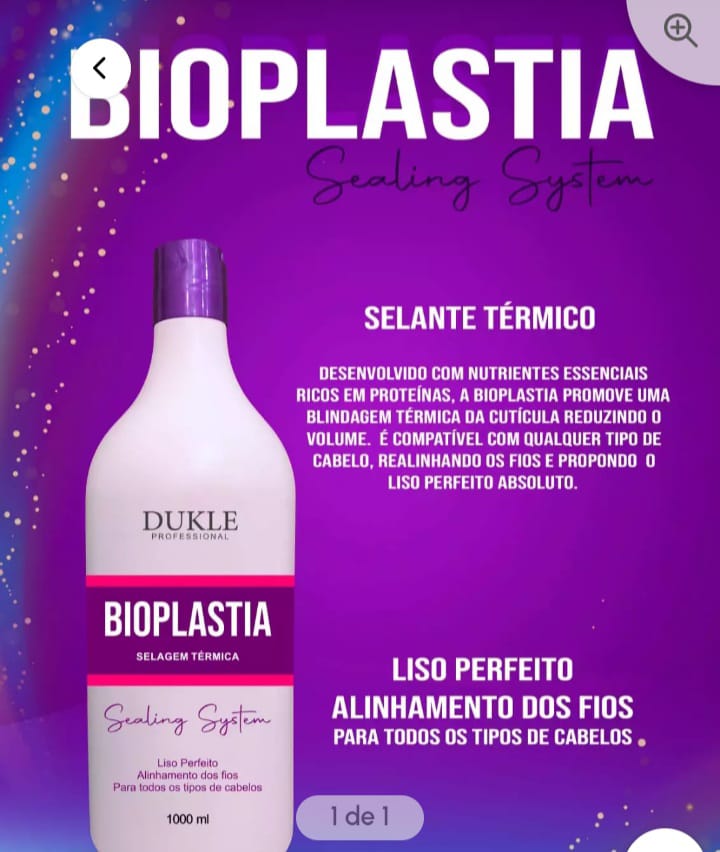 BIOPLASTIA
Sealing System
SELANTE TÉRMICO
DESENVOLVIDO COM NUTRIENTES ESSENCIAIS
RICOS EM PROTEÍNAS, A BIOPLASTIA PROMOVE UMA
BLINDAGEM TÉRMICA DA CUTÍCULA REDUZINDO O
VOLUME. É COMPATÍVEL COM QUALQUER TIPO DE
CABELO, REALINHANDO OS FIOS E PROPONDO O
LISO PERFEITO ABSOLUTO.
DUKLE
PROFESSIONAL
BIOPLASTIA
SELAGEM TÉRMICA
Sealing System
Liso Perfeito
Alinhamento dos fios
Para todos os tipos de cabelos
1000 ml
LISO PERFEITO
ALINHAMENTO DOS FIOS
PARA TODOS OS TIPOS DE CABELOS
1 de 1